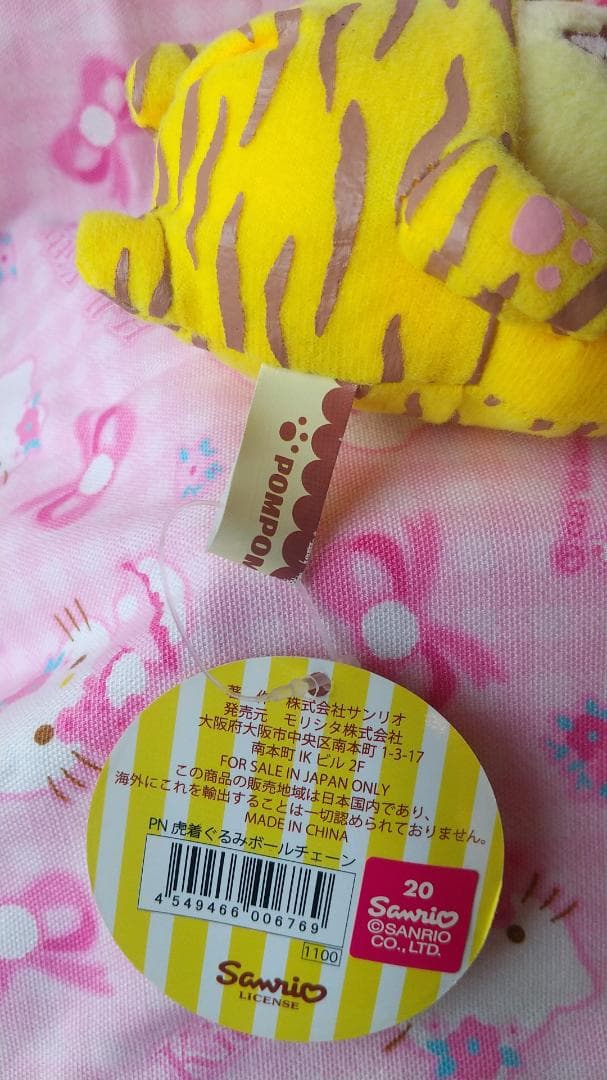 POMPOM
著 作 株式会社サンリオ
発売元 モリシタ株式会社
大阪府大阪市中央区南本町 1-3-17
南本町 IK ビル 2F
FOR SALE IN JAPAN ONLY
この商品の販売地域は日本国内であり、
海外にこれを輸出することは一切認められておりません。
MADE IN CHINA
PN 虎着ぐるみボールチェーン
4 549466 006769
1100
20
Sanrio
©SANRIO
CO., LTD.
Sanrio
LICENSE